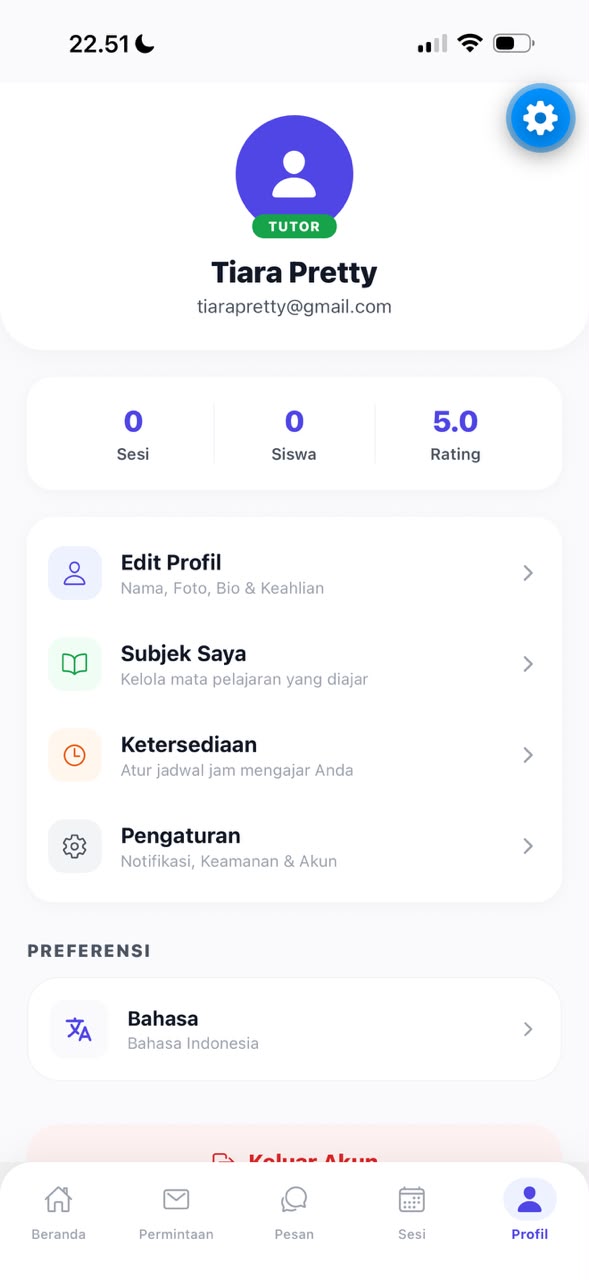 22.51
TUTOR
Tiara Pretty
tiarapretty@gmail.com
0
Sesi
0
Siswa
5.0
Rating
Edit Profil
Nama, Foto, Bio & Keahlian
Subjek Saya
Kelola mata pelajaran yang diajar
Ketersediaan
Atur jadwal jam mengajar Anda
Pengaturan
Notifikasi, Keamanan & Akun
PREFERENSI
Bahasa
Bahasa Indonesia
Keluar Akun
Beranda
Permintaan
Pesan
Sesi
Profil